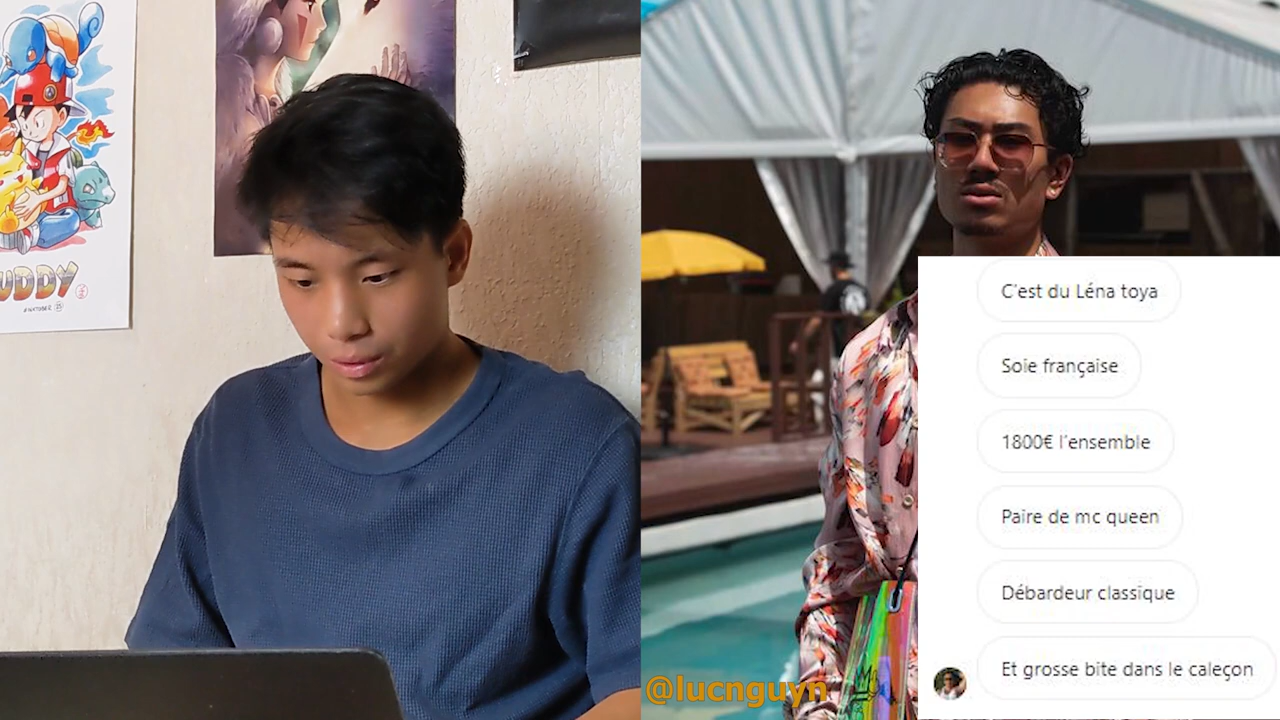 UDDY
@lucnguyn
C'est du Léna toya
Soie française
1800€ l'ensemble
Paire de mc queen
Débardeur classique
Et grosse bite dans le caleçon